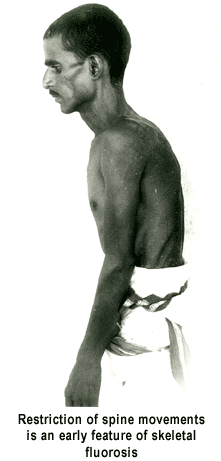 Restriction of spine movements
is an early feature of skeletal
fluorosis